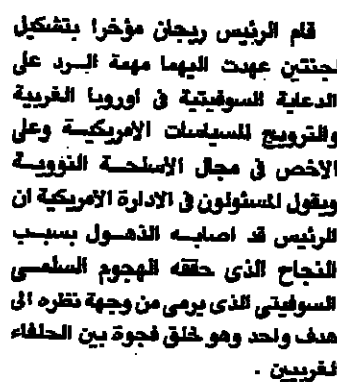 قام الرئيس ريجان مؤخرا بتشكيل
لجنتين عهدت اليهما مهمة الرد على
الدعاية السوفيتية فى اوروبا الغربية
والترويج للسياسات الامريكية وعلى
الاخص فى مجال الاسلحة النووية
ويقول المسئولون فى الادارة الامريكية ان
الرئيس قد اصابه الذهول بسبب
النجاح الذى حققه الهجوم السلمى
السوفيتى الذى يرمى من وجهة نظره الى
هدف واحد وهو خلق فجوة بين الحلفاء
لغربيين .